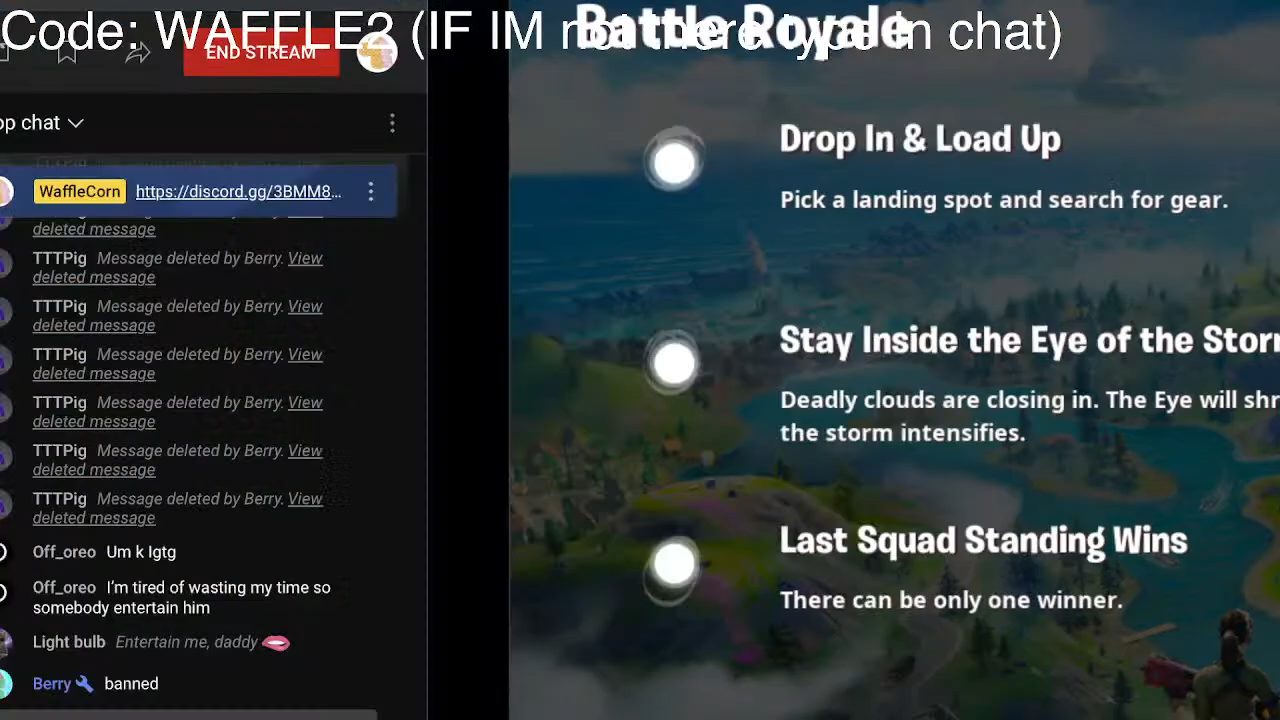 Code: WAFFLE2 (IF IM not there type in chat)
Battle Royale
END STREAM
op chat
WaffleCorn https://discord.gg/3BMM8...
deleted message
TTTPig Message deleted by Berry. View
deleted message
TTTPig Message deleted by Berry. View
deleted message
TTTPig Message deleted by Berry. View
deleted message
TTTPig Message deleted by Berry. View
deleted message
TTTPig Message deleted by Berry. View
deleted message
TTTPig Message deleted by Berry. View
deleted message
Off_oreo Um k Igtg
Off_oreo I'm tired of wasting my time so
somebody entertain him
Light bulb Entertain me, daddy 🫦
Berry banned
Drop In & Load Up
Pick a landing spot and search for gear.
Stay Inside the Eye of the Stor
Deadly clouds are closing in. The Eye will shr
the storm intensifies.
Last Squad Standing Wins
There can be only one winner.